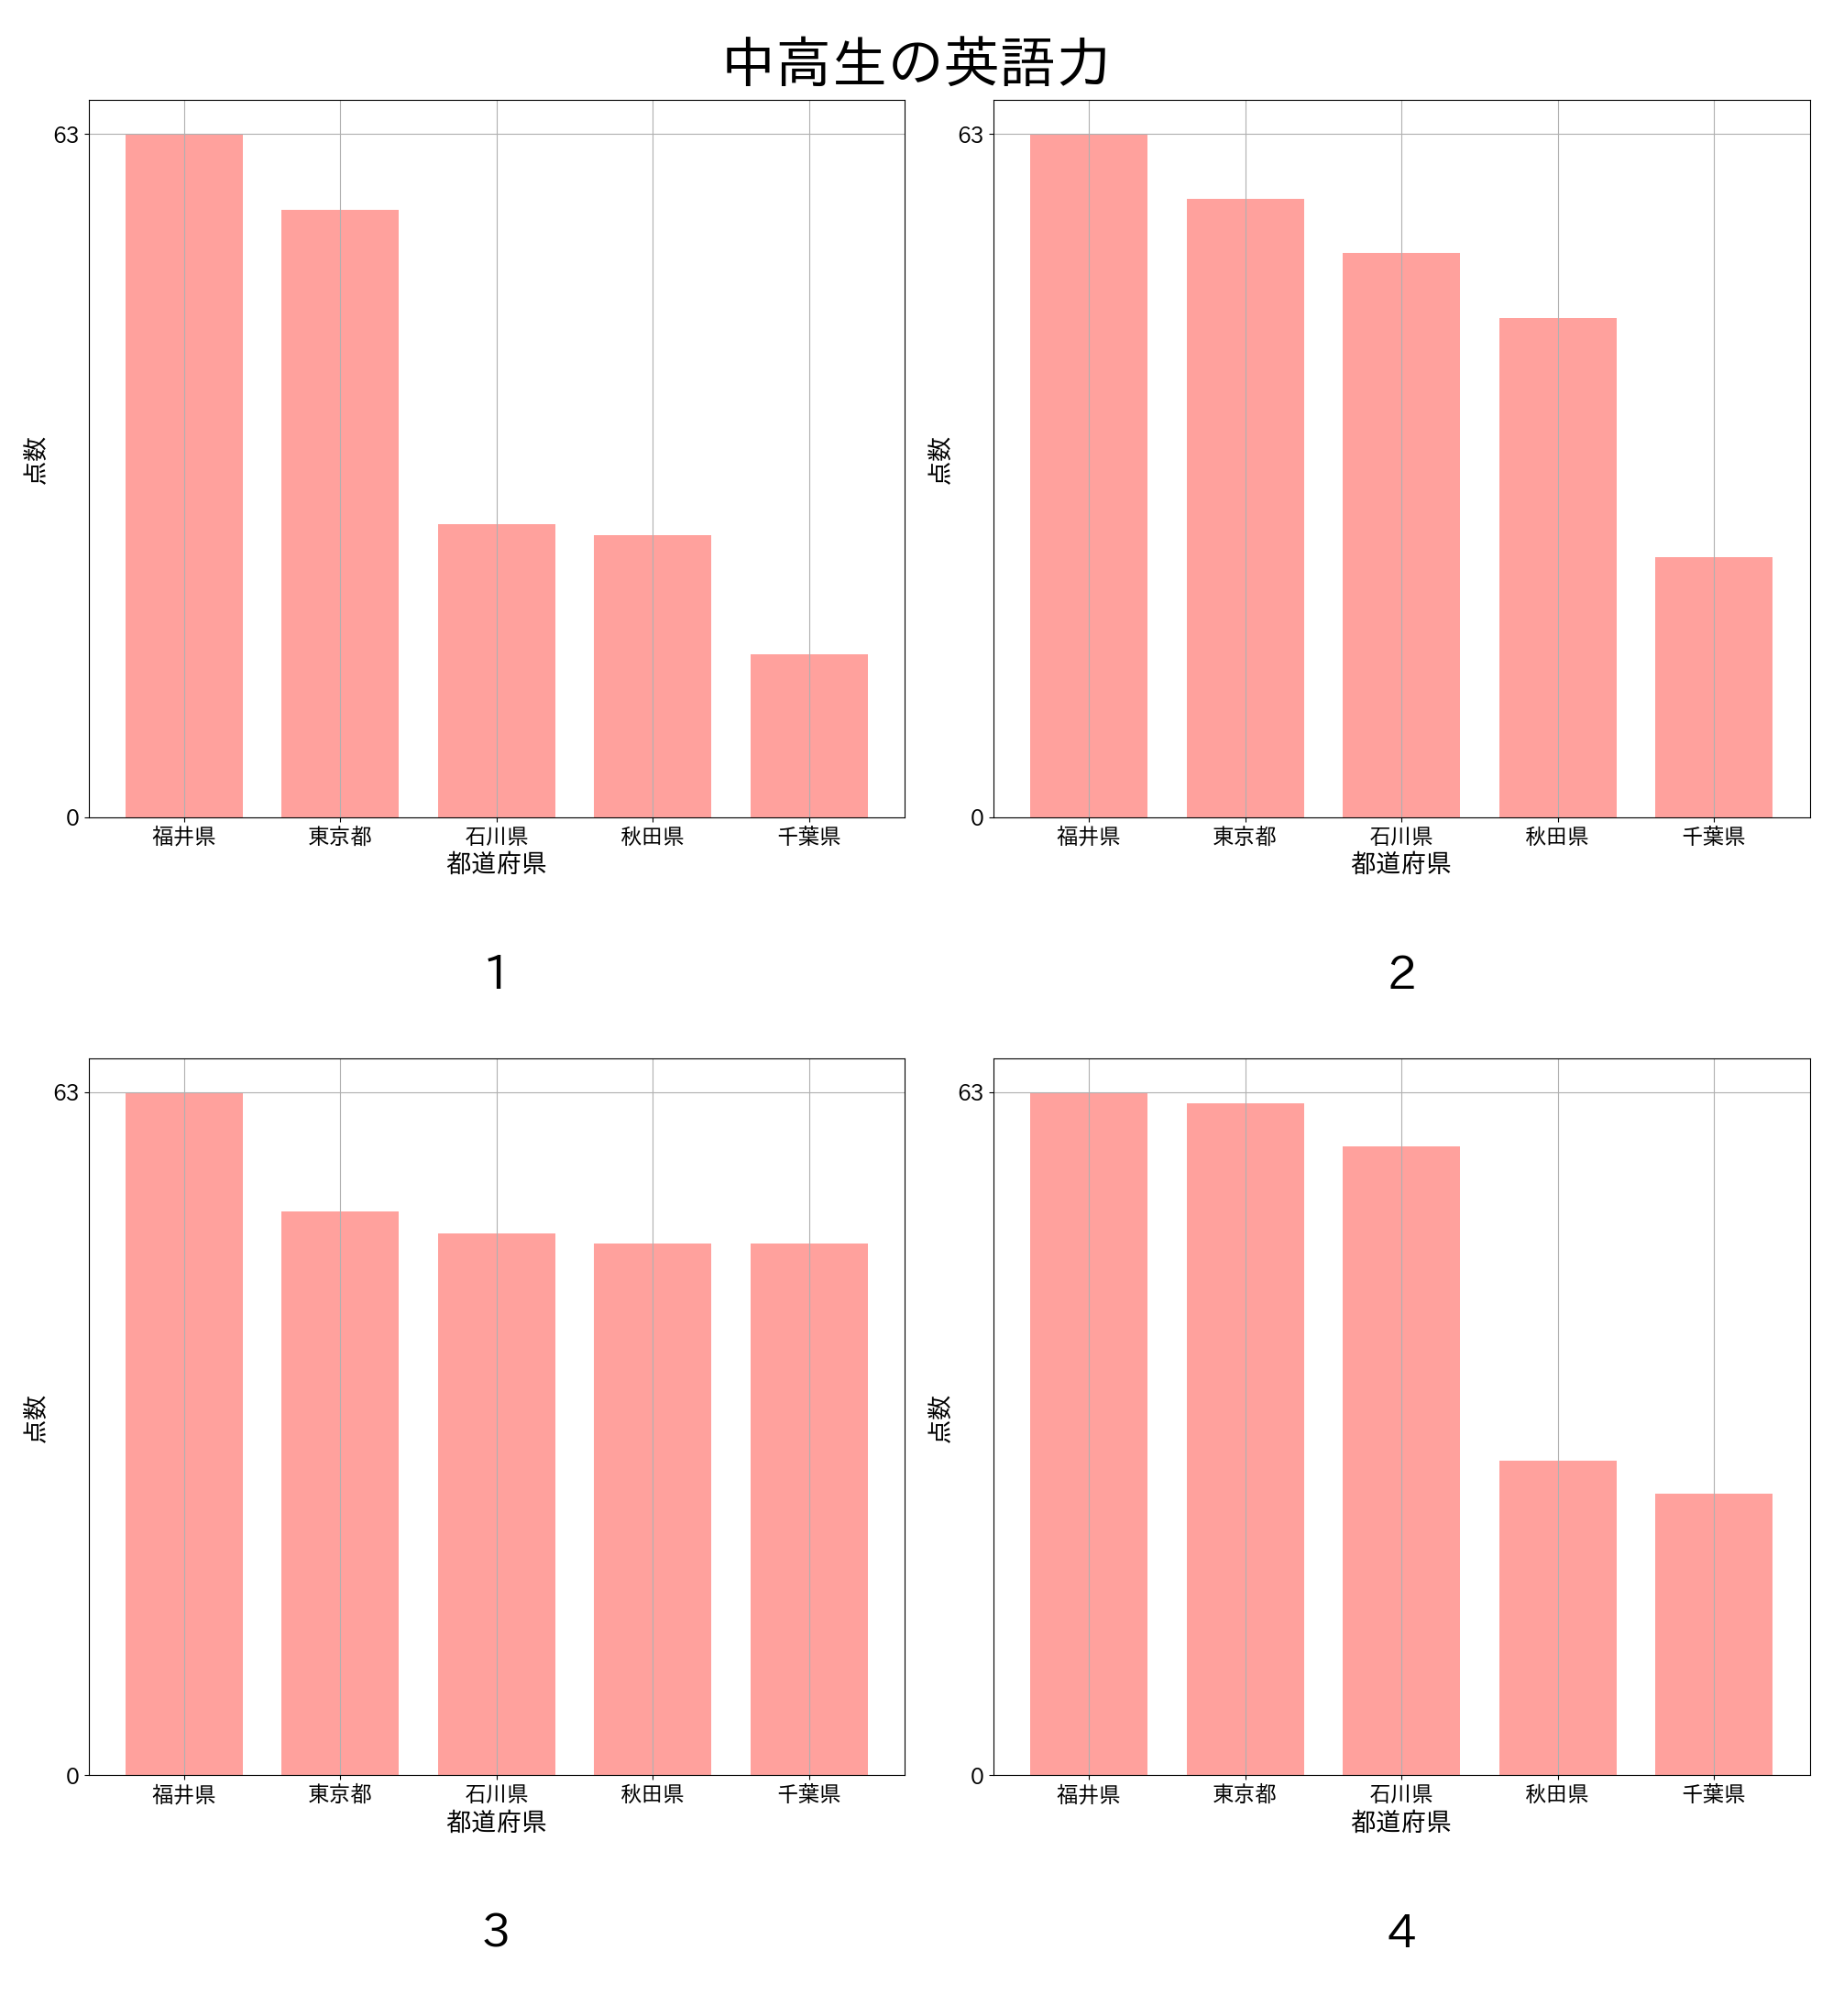 中高生の英語力
63
点数
0
福井県 東京都 石川県 秋田県 千葉県
都道府県
1
63
点数
0
福井県 東京都 石川県 秋田県 千葉県
都道府県
2
63
点数
0
福井県 東京都 石川県 秋田県 千葉県
都道府県
3
63
点数
0
福井県 東京都 石川県 秋田県 千葉県
都道府県
4